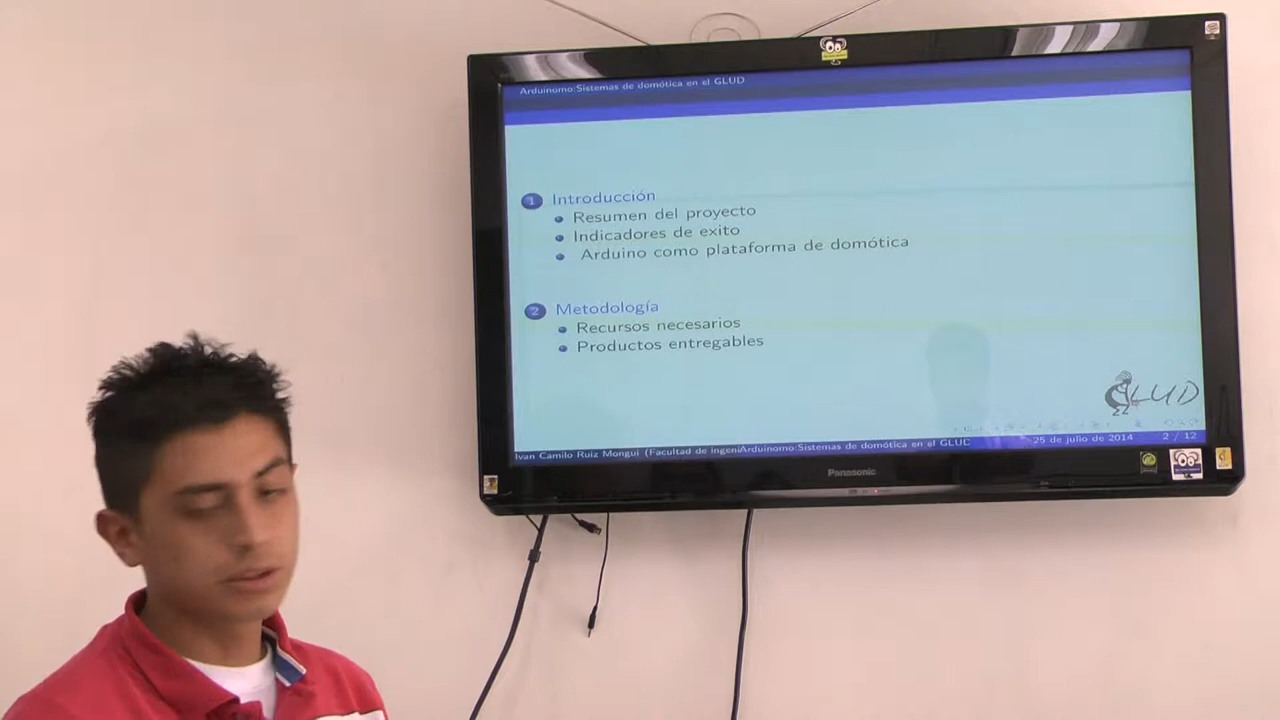 Arduinomo:Sistemas de domótica en el GLUD
1 Introducción
Resumen del proyecto
Indicadores de exito
Arduino como plataforma de domótica
2 Metodología
Recursos necesarios
Productos entregables
GLUD
Ivan Camilo Ruiz Mongui (Facultad de ingeniArduinomo:Sistemas de domótica en el GLUD 25 de julio de 2014 2 / 12
Panasonic